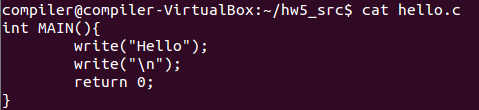 compiler@compiler-VirtualBox:~/hw5_src$ cat hello.c
int MAIN(){
        write("Hello");
        write("\n");
        return 0;
}